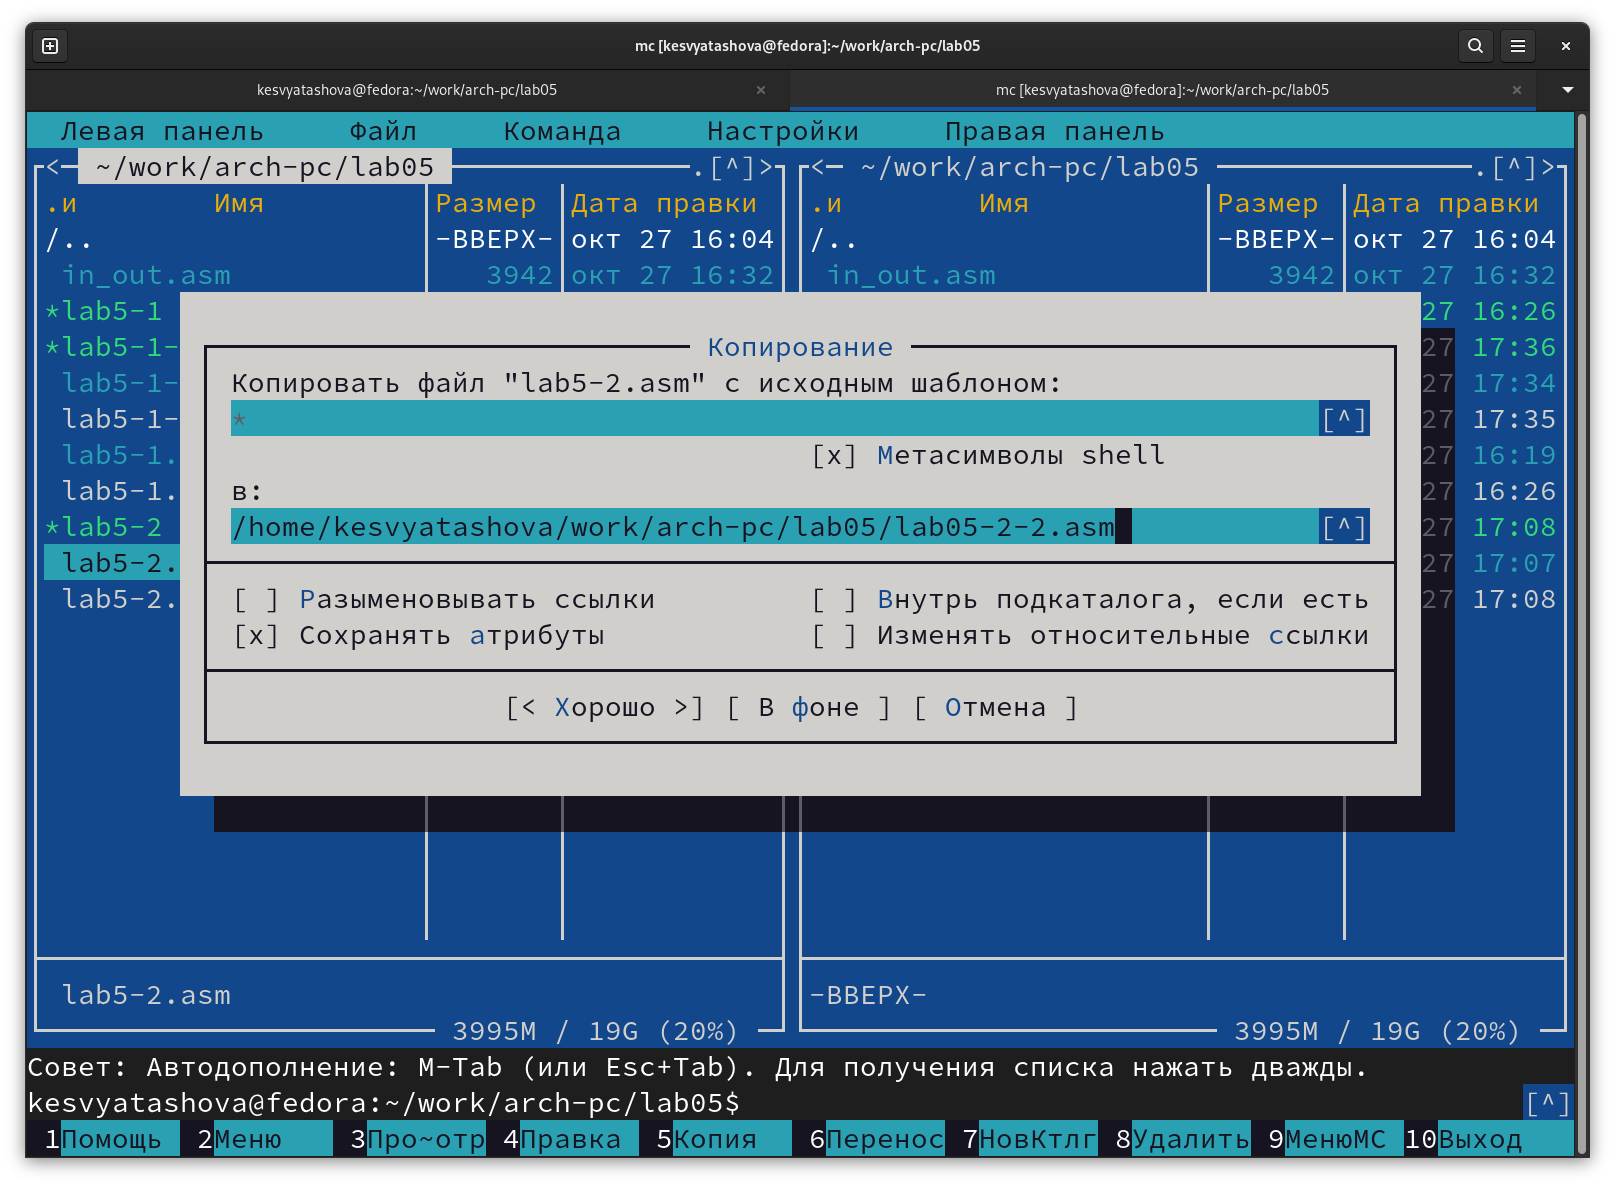 mc [kesvyatashova@fedora]:~/work/arch-pc/lab05
kesvyatashova@fedora:~/work/arch-pc/lab05 × mc [kesvyatashova@fedora]:~/work/arch-pc/lab05 ×
Левая панель Файл Команда Настройки Правая панель
<— ~/work/arch-pc/lab05 .[^]> <— ~/work/arch-pc/lab05 .[^]>
.и Имя Размер Дата правки .и Имя Размер Дата правки
/.. -ВВЕРХ- окт 27 16:04 /.. -ВВЕРХ- окт 27 16:04
in_out.asm 3942 окт 27 16:32 in_out.asm 3942 окт 27 16:32
*lab5-1 27 16:26
*lab5-1- 27 17:36
Копирование
Копировать файл "lab5-2.asm" с исходным шаблоном:
lab5-1- 27 17:34
lab5-1- * [^] 27 17:35
lab5-1. [x] Метасимволы shell 27 16:19
lab5-1. в: 27 16:26
*lab5-2 /home/kesvyatashova/work/arch-pc/lab05/lab05-2-2.asm [^] 27 17:08
lab5-2. 27 17:07
lab5-2. [ ] Разыменовывать ссылки [ ] Внутрь подкаталога, если есть 27 17:08
[x] Сохранять атрибуты [ ] Изменять относительные ссылки
[< Хорошо >] [ В фоне ] [ Отмена ]
lab5-2.asm -ВВЕРХ-
3995M / 19G (20%) 3995M / 19G (20%)
Совет: Автодополнение: M-Tab (или Esc+Tab). Для получения списка нажать дважды.
kesvyatashova@fedora:~/work/arch-pc/lab05$ [^]
1Помощь 2Меню 3Про~отр 4Правка 5Копия 6Перенос 7НовКтлг 8Удалить 9МенюМС 10Выход